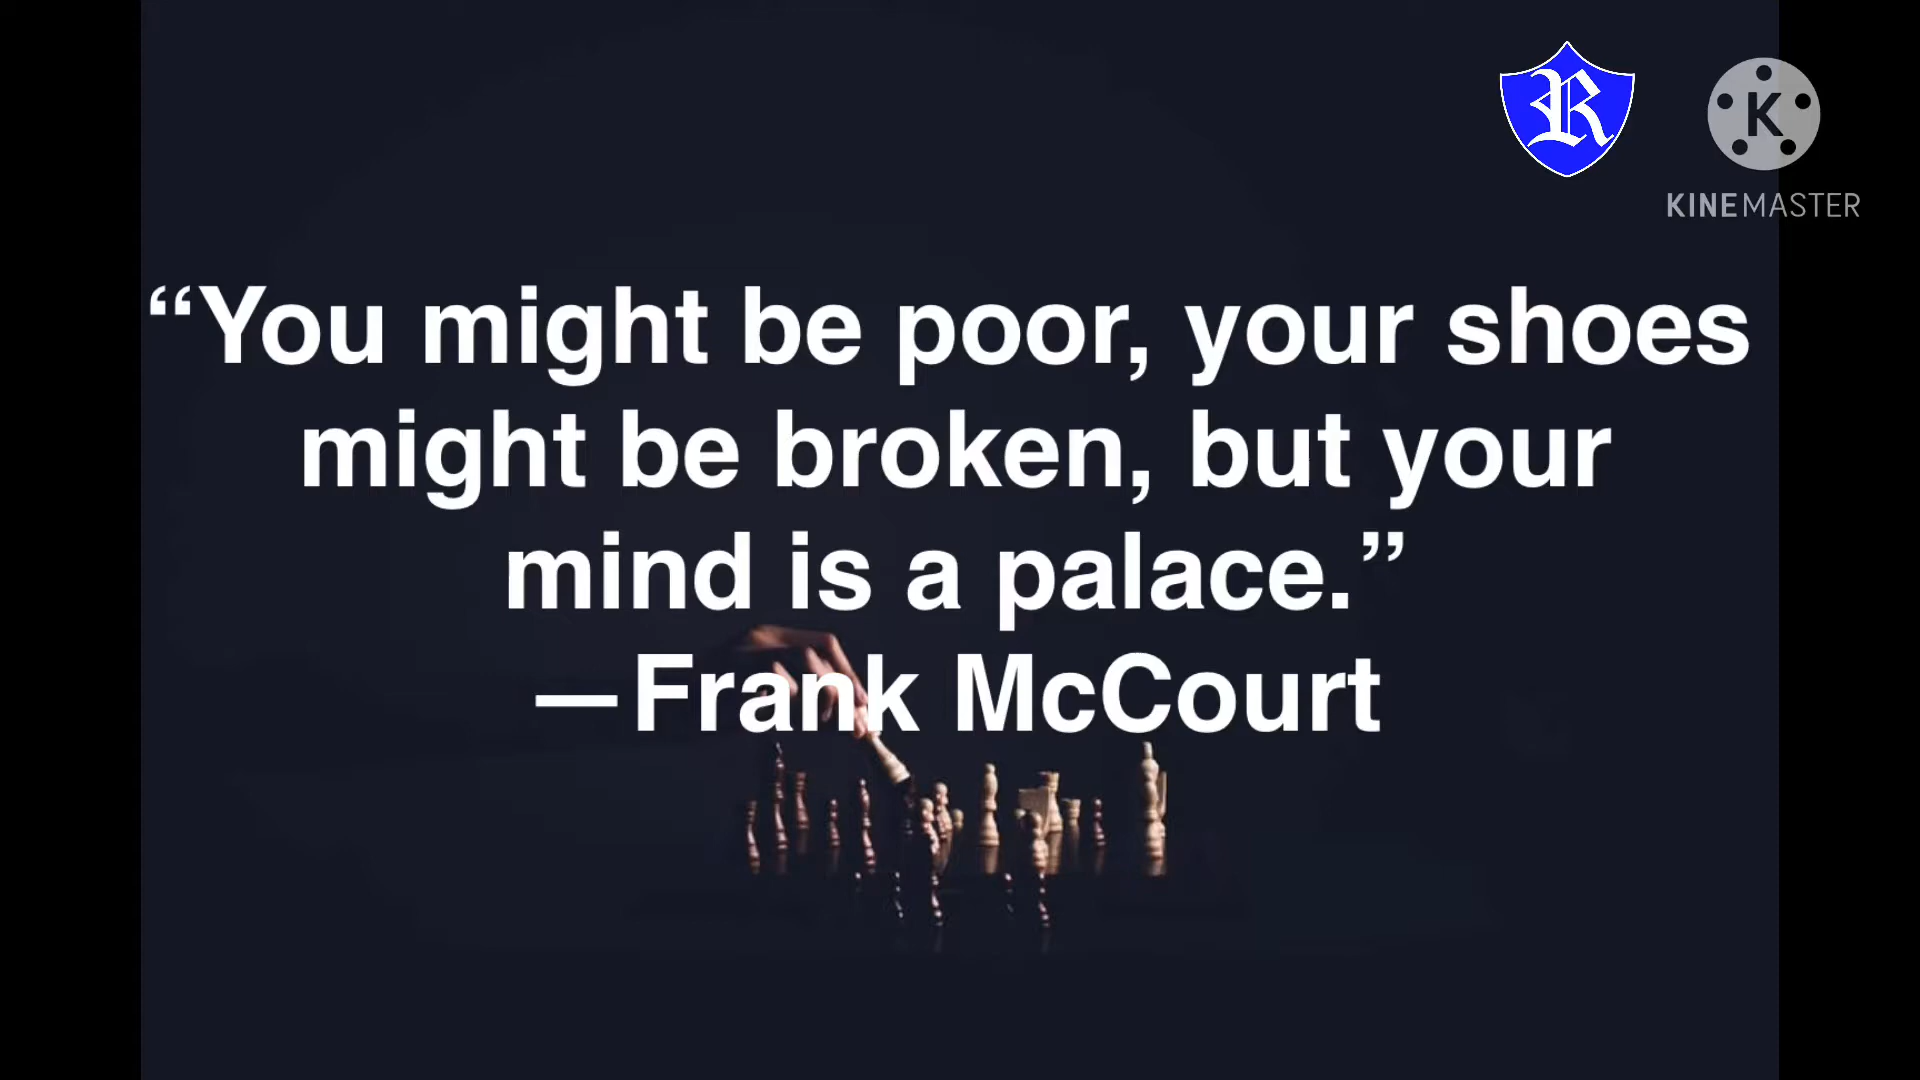 R
K
KINEMASTER
“You might be poor, your shoes
might be broken, but your
mind is a palace.”
—Frank McCourt